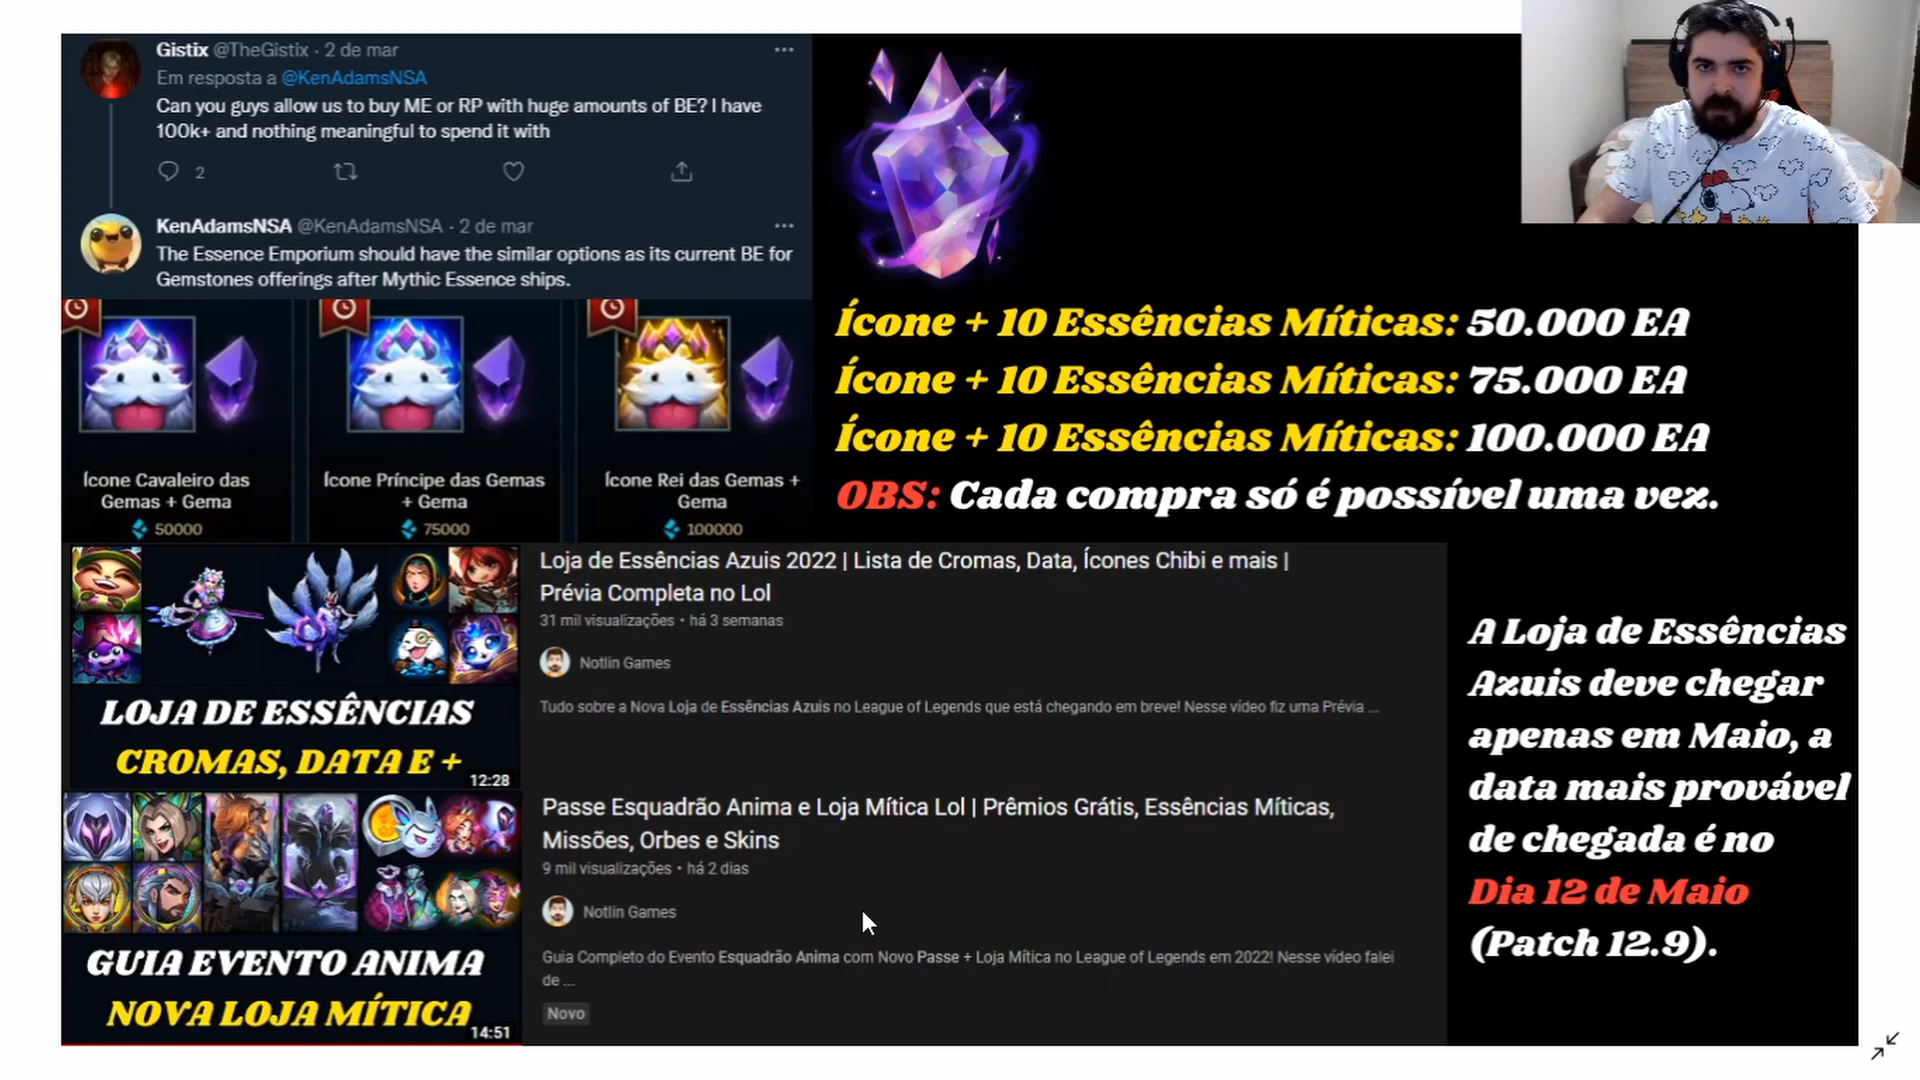 Gistix @TheGistix · 2 de mar
Em resposta a @KenAdamsNSA
Can you guys allow us to buy ME or RP with huge amounts of BE? I have
100k+ and nothing meaningful to spend it with
2
KenAdamsNSA @KenAdamsNSA · 2 de mar
The Essence Emporium should have the similar options as its current BE for
Gemstones offerings after Mythic Essence ships.
Ícone Cavaleiro das
Gemas + Gema
50000
Ícone Príncipe das Gemas
+ Gema
75000
Ícone Rei das Gemas +
Gema
100000
Ícone + 10 Essências Míticas: 50.000 EA
Ícone + 10 Essências Míticas: 75.000 EA
Ícone + 10 Essências Míticas: 100.000 EA
OBS: Cada compra só é possível uma vez.
LOJA DE ESSÊNCIAS
CROMAS, DATA E +
12:28
Loja de Essências Azuis 2022 | Lista de Cromas, Data, Ícones Chibi e mais |
Prévia Completa no Lol
31 mil visualizações • há 3 semanas
Notlin Games
Tudo sobre a Nova Loja de Essências Azuis no League of Legends que está chegando em breve! Nesse vídeo fiz uma Prévia ...
GUIA EVENTO ANIMA
NOVA LOJA MÍTICA
14:51
Passe Esquadrão Anima e Loja Mítica Lol | Prêmios Grátis, Essências Míticas,
Missões, Orbes e Skins
9 mil visualizações • há 2 dias
Notlin Games
Guia Completo do Evento Esquadrão Anima com Novo Passe + Loja Mítica no League of Legends em 2022! Nesse vídeo falei
de ...
Novo
A Loja de Essências
Azuis deve chegar
apenas em Maio, a
data mais provável
de chegada é no
Dia 12 de Maio
(Patch 12.9).